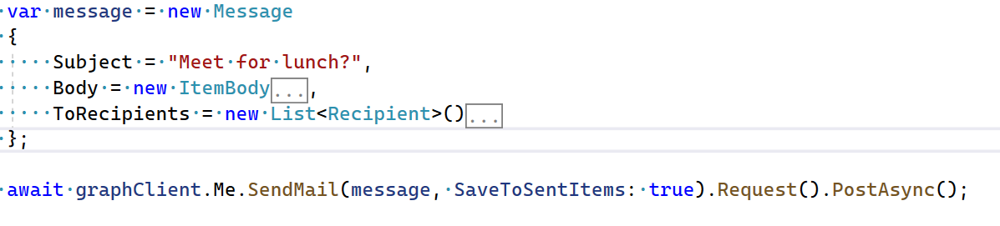 var message = new Message
{
    Subject = "Meet for lunch?",
    Body = new ItemBody...,
    ToRecipients = new List<Recipient>()...
};
await graphClient.Me.SendMail(message, SaveToSentItems: true).Request().PostAsync();